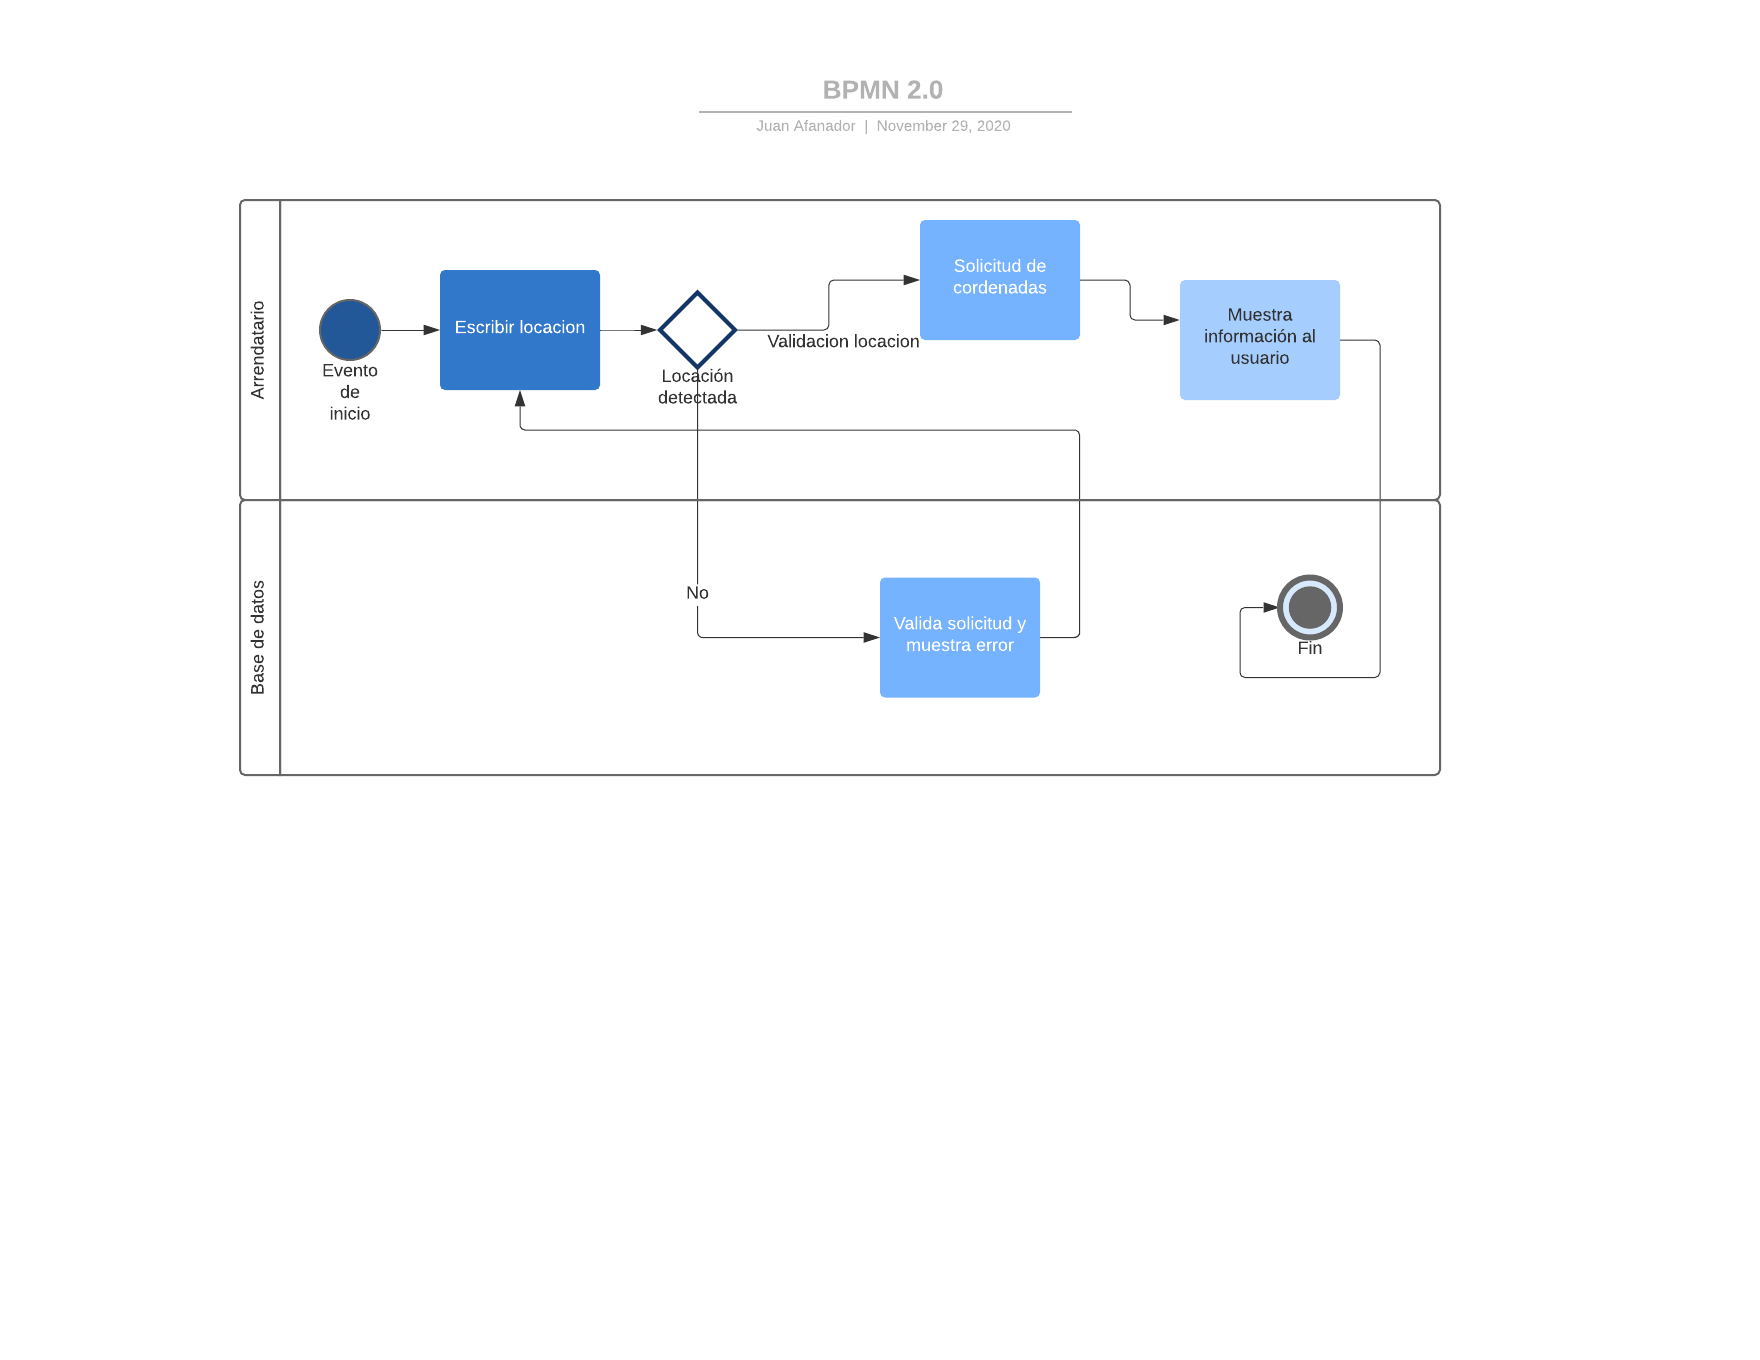 BPMN 2.0
Juan Afanador | November 29, 2020
Arrendatario
Evento
de
inicio
Escribir locacion
Locación
detectada
Validacion locacion
Solicitud de
cordenadas
Muestra
información al
usuario
Base de datos
No
Valida solicitud y
muestra error
Fin